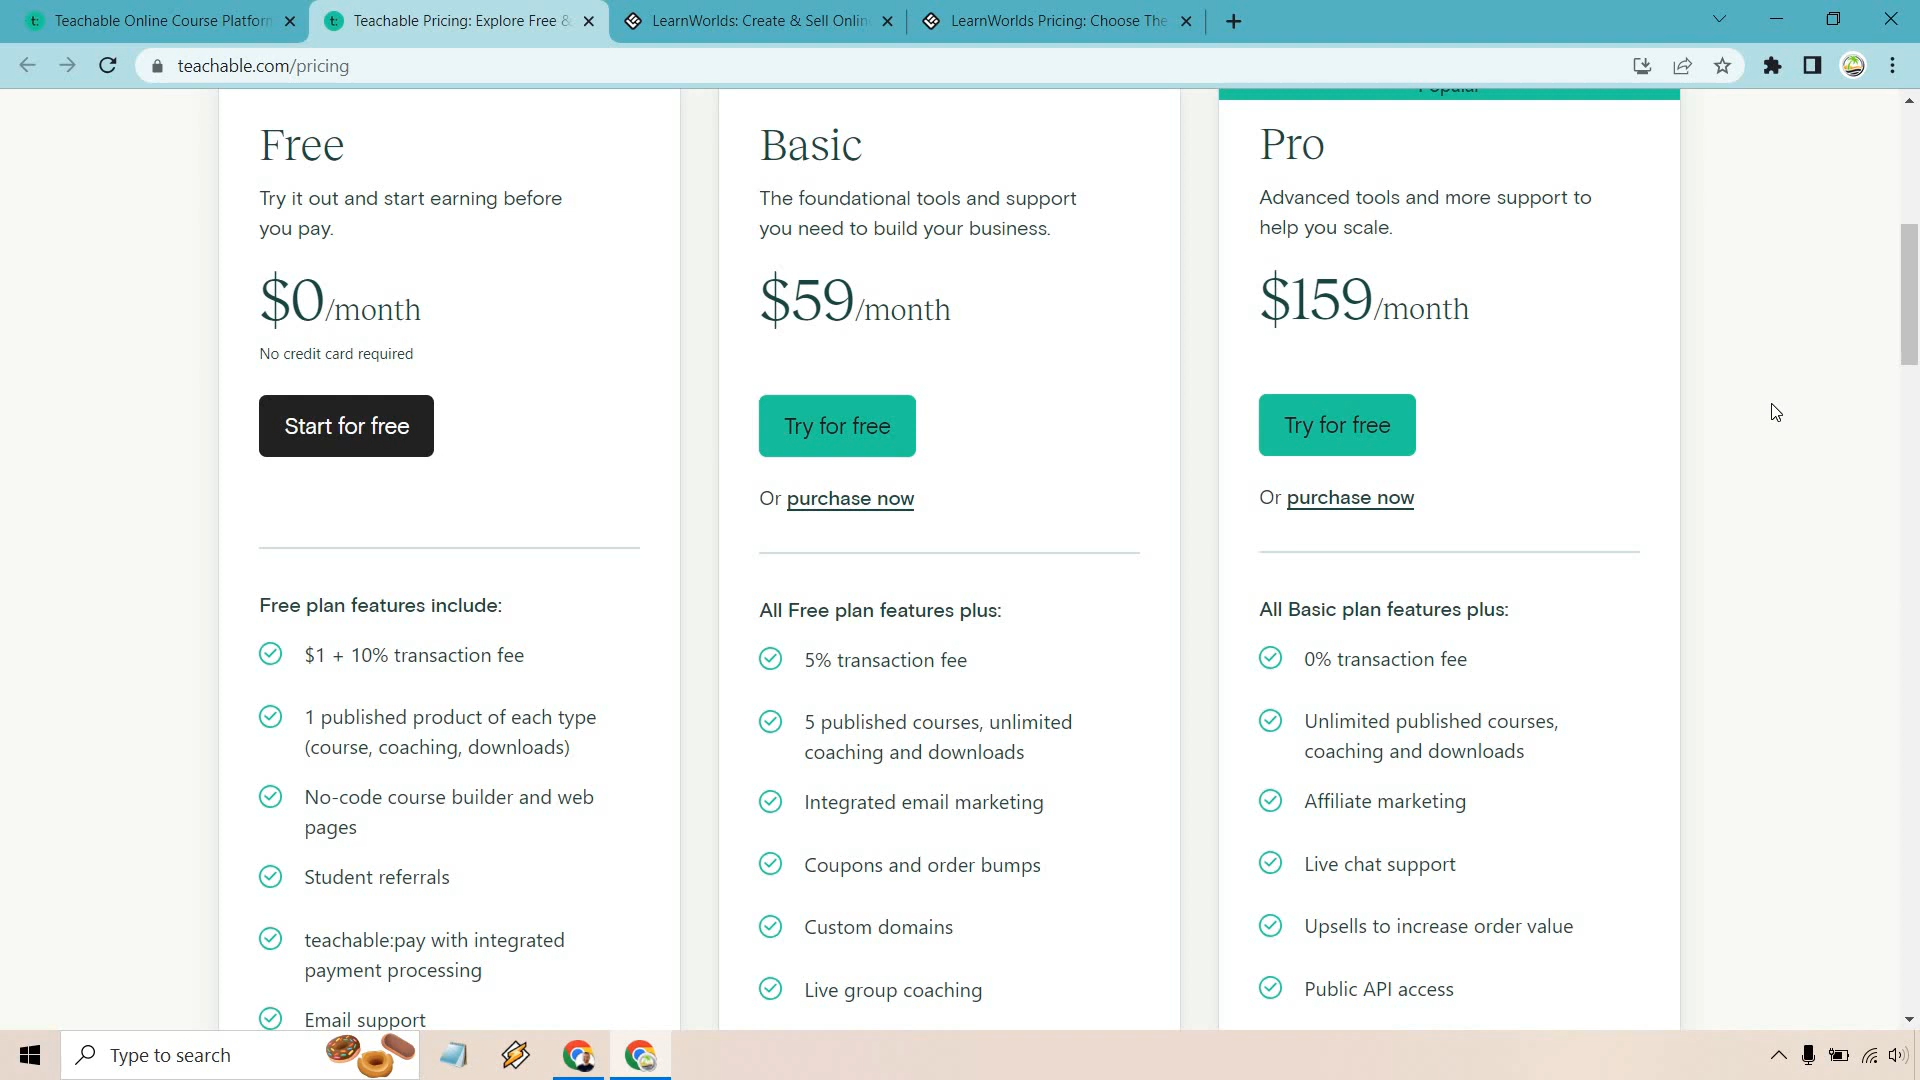 Teachable Online Course Platform
Teachable Pricing: Explore Free &
LearnWorlds: Create & Sell Onlin
LearnWorlds Pricing: Choose The
teachable.com/pricing
Popular
Free
Try it out and start earning before
you pay.
$0/month
No credit card required
Start for free
Free plan features include:
$1 + 10% transaction fee
1 published product of each type
(course, coaching, downloads)
No-code course builder and web
pages
Student referrals
teachable:pay with integrated
payment processing
Email support
Basic
The foundational tools and support
you need to build your business.
$59/month
Try for free
Or purchase now
All Free plan features plus:
5% transaction fee
5 published courses, unlimited
coaching and downloads
Integrated email marketing
Coupons and order bumps
Custom domains
Live group coaching
Pro
Advanced tools and more support to
help you scale.
$159/month
Try for free
Or purchase now
All Basic plan features plus:
0% transaction fee
Unlimited published courses,
coaching and downloads
Affiliate marketing
Live chat support
Upsells to increase order value
Public API access
Type to search